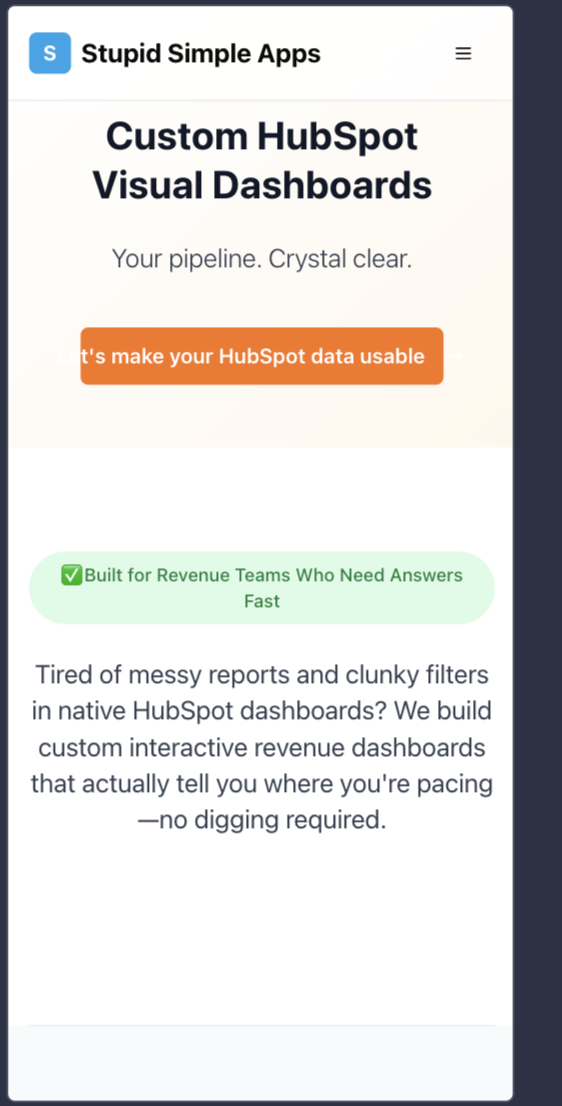 S Stupid Simple Apps
Custom HubSpot
Visual Dashboards
Your pipeline. Crystal clear.
Let's make your HubSpot data usable →
✅Built for Revenue Teams Who Need Answers
Fast
Tired of messy reports and clunky filters
in native HubSpot dashboards? We build
custom interactive revenue dashboards
that actually tell you where you're pacing
—no digging required.